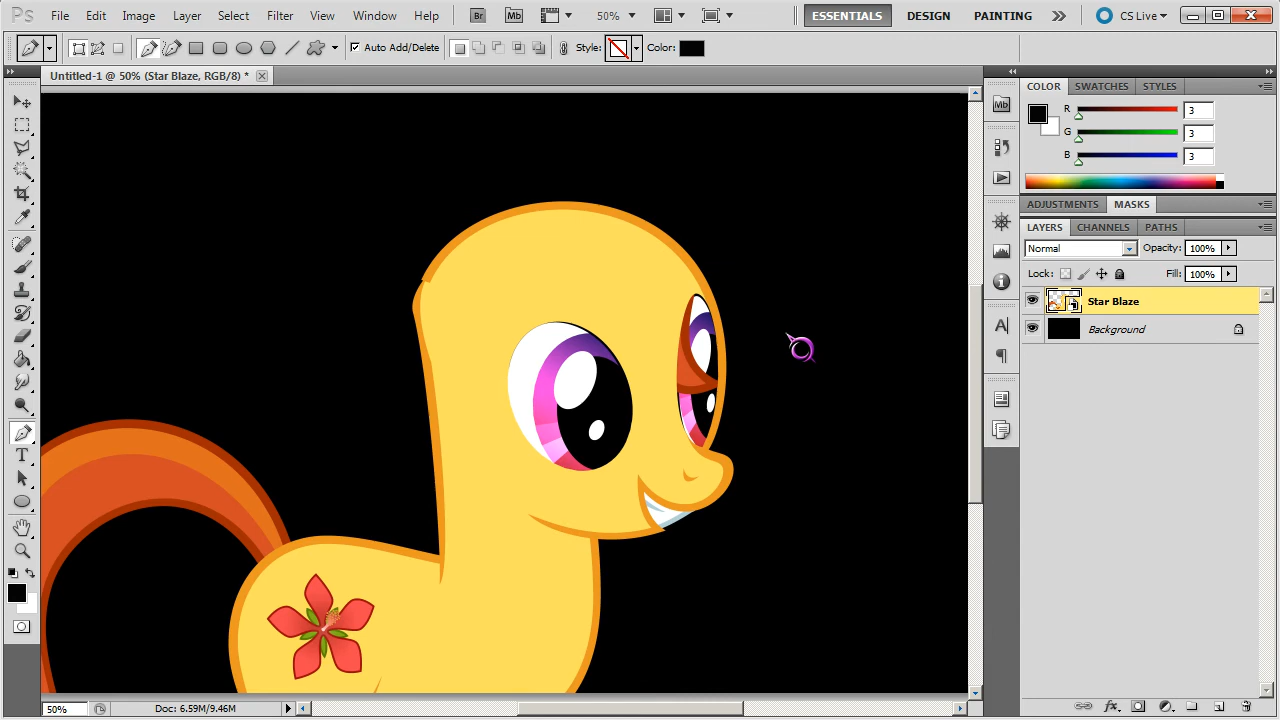 Ps File Edit Image Layer Select Filter View Window Help Br Mb 50% ESSENTIALS DESIGN PAINTING CS Live
Auto Add/Delete Style: Color:
Untitled-1 @ 50% (Star Blaze, RGB/8) *
Mb
COLOR SWATCHES STYLES
R 3
G 3
B 3
ADJUSTMENTS MASKS
LAYERS CHANNELS PATHS
Normal Opacity: 100%
Lock: Fill: 100%
Star Blaze
Background
50% Doc: 6.59M/9.46M